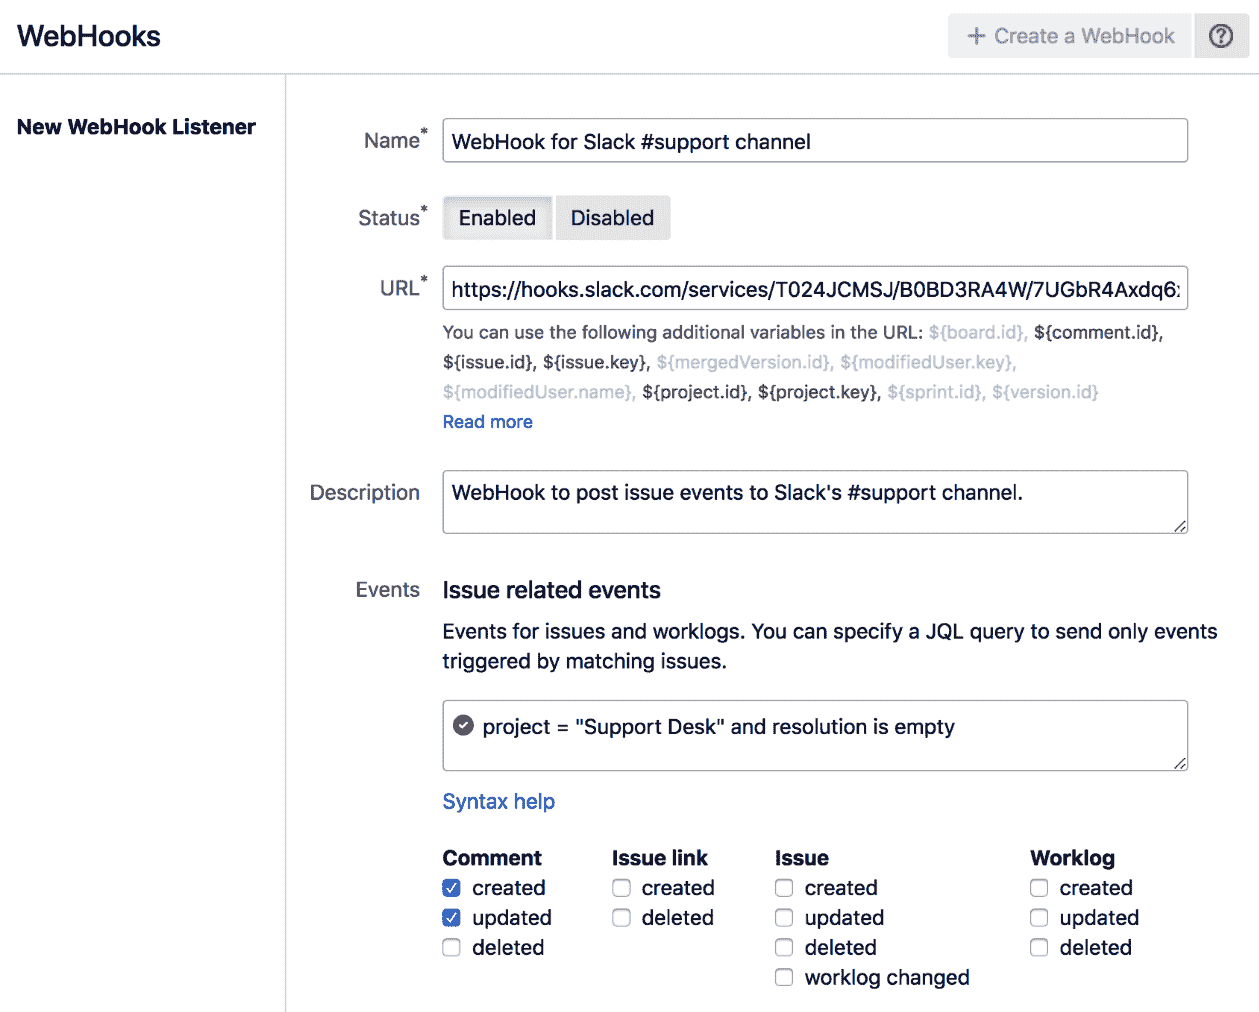 WebHooks
+ Create a WebHook
New WebHook Listener
Name*
WebHook for Slack #support channel
Status*
Enabled
Disabled
URL*
https://hooks.slack.com/services/T024JCMSJ/B0BD3RA4W/7UGbR4Axdq6
You can use the following additional variables in the URL: ${board.id}, ${comment.id},
${issue.id}, ${issue.key}, ${mergedVersion.id}, ${modifiedUser.key},
${modifiedUser.name}, ${project.id}, ${project.key}, ${sprint.id}, ${version.id}
Read more
Description
WebHook to post issue events to Slack's #support channel.
Events
Issue related events
Events for issues and worklogs. You can specify a JQL query to send only events
triggered by matching issues.
project = "Support Desk" and resolution is empty
Syntax help
Comment
created
updated
deleted
Issue link
created
deleted
Issue
created
updated
deleted
worklog changed
Worklog
created
updated
deleted